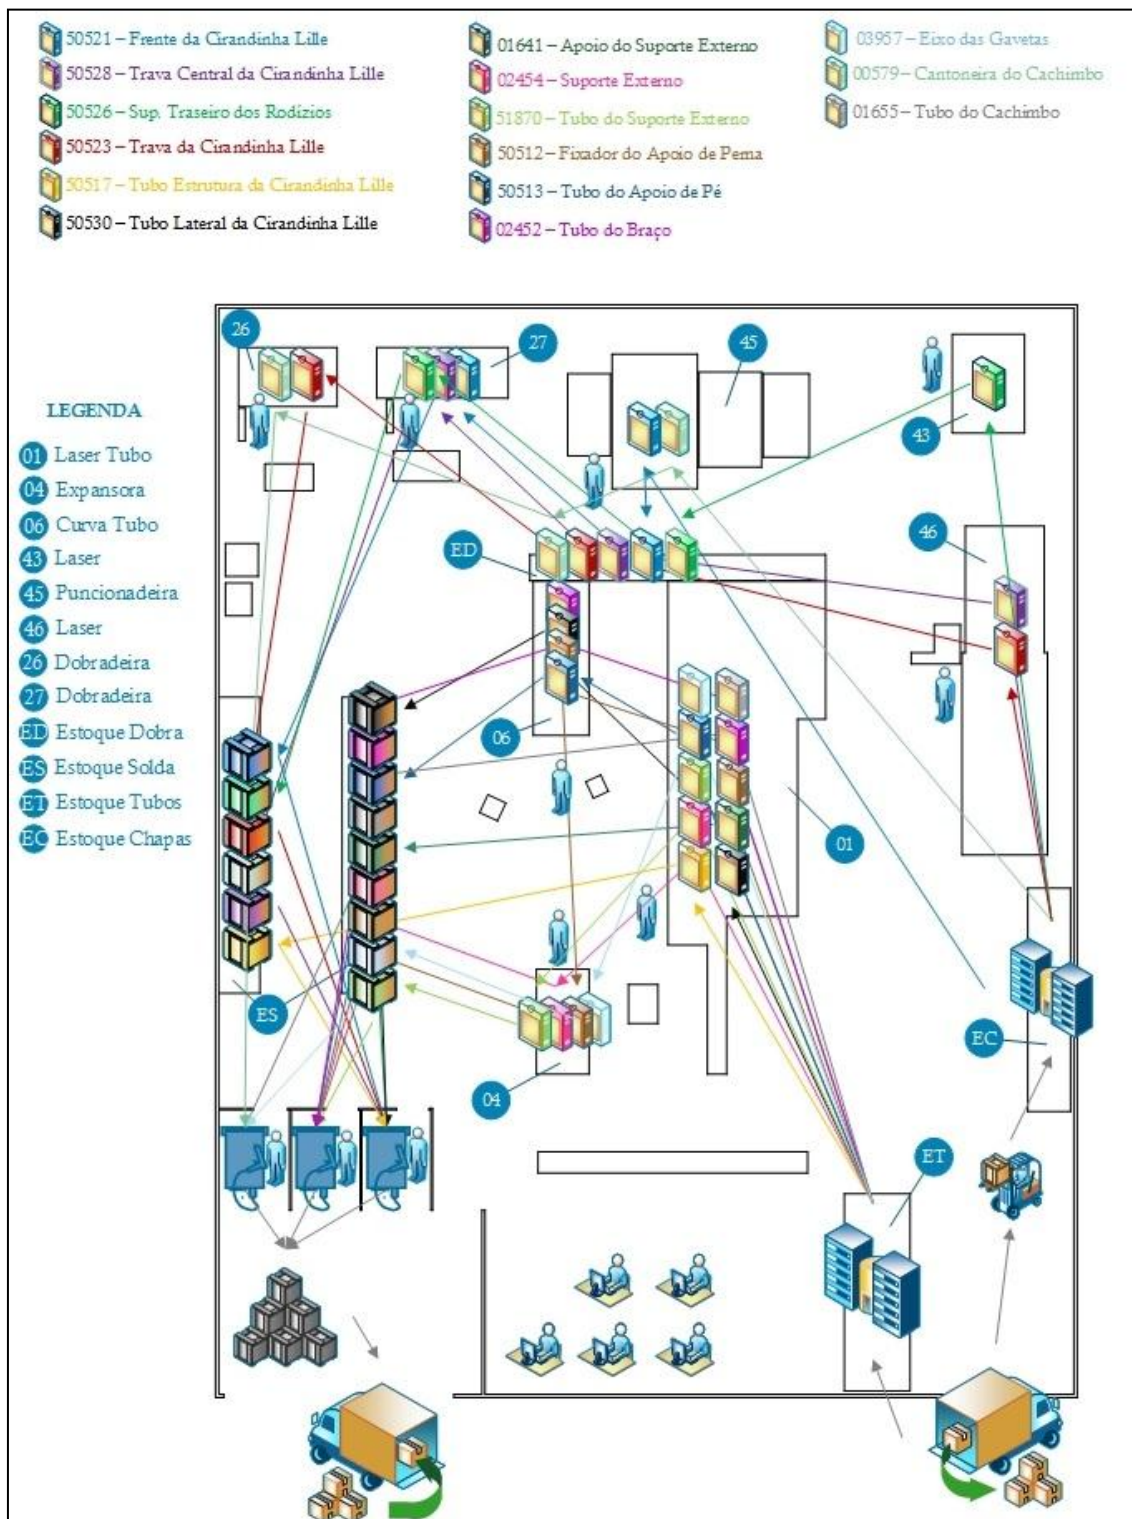 50521 – Frente da Cirandinha Lille
50528 – Trava Central da Cirandinha Lille
50526 – Sup. Traseiro dos Rodízios
50523 – Trava da Cirandinha Lille
50517 – Tubo Estrutura da Cirandinha Lille
50530 – Tubo Lateral da Cirandinha Lille
01641 – Apoio do Suporte Externo
02454 – Suporte Externo
51870 – Tubo do Suporte Externo
50512 – Fixador do Apoio de Perna
50513 – Tubo do Apoio de Pé
02452 – Tubo do Braço
03957 – Eixo das Gavetas
00579 – Cantoneira do Cachimbo
01655 – Tubo do Cachimbo
26
27
45
43
LEGENDA
01 Laser Tubo
04 Expansora
06 Curva Tubo
43 Laser
45 Puncionadeira
46 Laser
26 Dobradeira
27 Dobradeira
ED Estoque Dobra
ES Estoque Solda
ET Estoque Tubos
EC Estoque Chapas
46
ED
06
01
ES
EC
04
ET